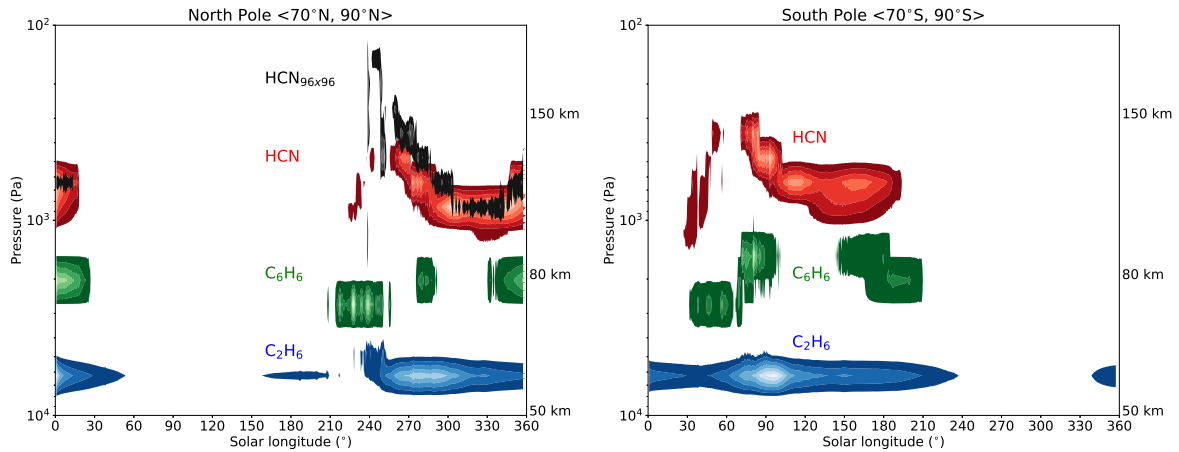 North Pole <70°N, 90°N>
10²
10³
10⁴
Pressure (Pa)
HCN₉₆ₓ₉₆
HCN
C₆H₆
C₂H₆
150 km
80 km
50 km
0 30 60 90 120 150 180 210 240 270 300 330 360
Solar longitude (°)
South Pole <70°S, 90°S>
10²
10³
10⁴
Pressure (Pa)
HCN
C₆H₆
C₂H₆
150 km
80 km
50 km
0 30 60 90 120 150 180 210 240 270 300 330 360
Solar longitude (°)